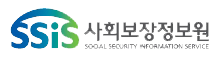 SSiS 사회보장정보원
SOCIAL SECURITY INFORMATION SERVICE